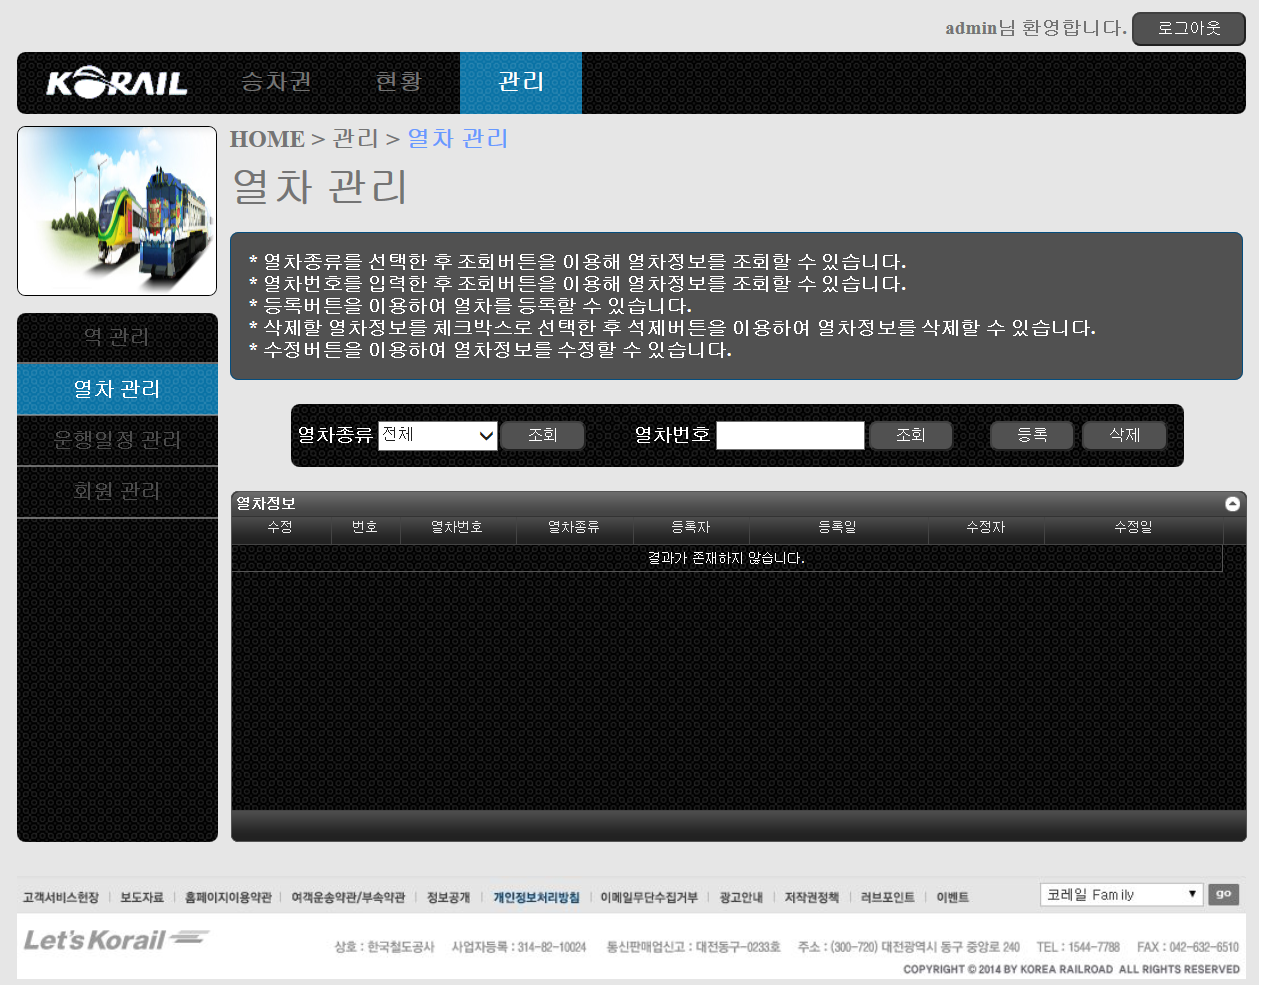 admin님 환영합니다. 로그아웃
KORAIL 승차권 현황 관리
HOME > 관리 > 열차 관리
열차 관리
* 열차종류를 선택한 후 조회버튼을 이용해 열차정보를 조회할 수 있습니다.
* 열차번호를 입력한 후 조회버튼을 이용해 열차정보를 조회할 수 있습니다.
* 등록버튼을 이용하여 열차를 등록할 수 있습니다.
* 삭제할 열차정보를 체크박스로 선택한 후 석제버튼을 이용하여 열차정보를 삭제할 수 있습니다.
* 수정버튼을 이용하여 열차정보를 수정할 수 있습니다.
역 관리
열차 관리
운행일정 관리
회원 관리
열차종류 전체 조회 열차번호 조회 등록 삭제
열차정보
수정 번호 열차번호 열차종류 등록자 등록일 수정자 수정일
결과가 존재하지 않습니다.
고객서비스헌장 | 보도자료 | 홈페이지이용약관 | 여객운송약관/부속약관 | 정보공개 | 개인정보처리방침 | 이메일무단수집거부 | 광고안내 | 저작권정책 | 러브포인트 | 이벤트 코레일 Family go
Let's Korail
상호 : 한국철도공사 사업자등록 : 314-82-10024 통신판매업신고 : 대전동구-0233호 주소 : (300-720) 대전광역시 동구 중앙로 240 TEL : 1544-7788 FAX : 042-632-6510
COPYRIGHT © 2014 BY KOREA RAILROAD ALL RIGHTS RESERVED